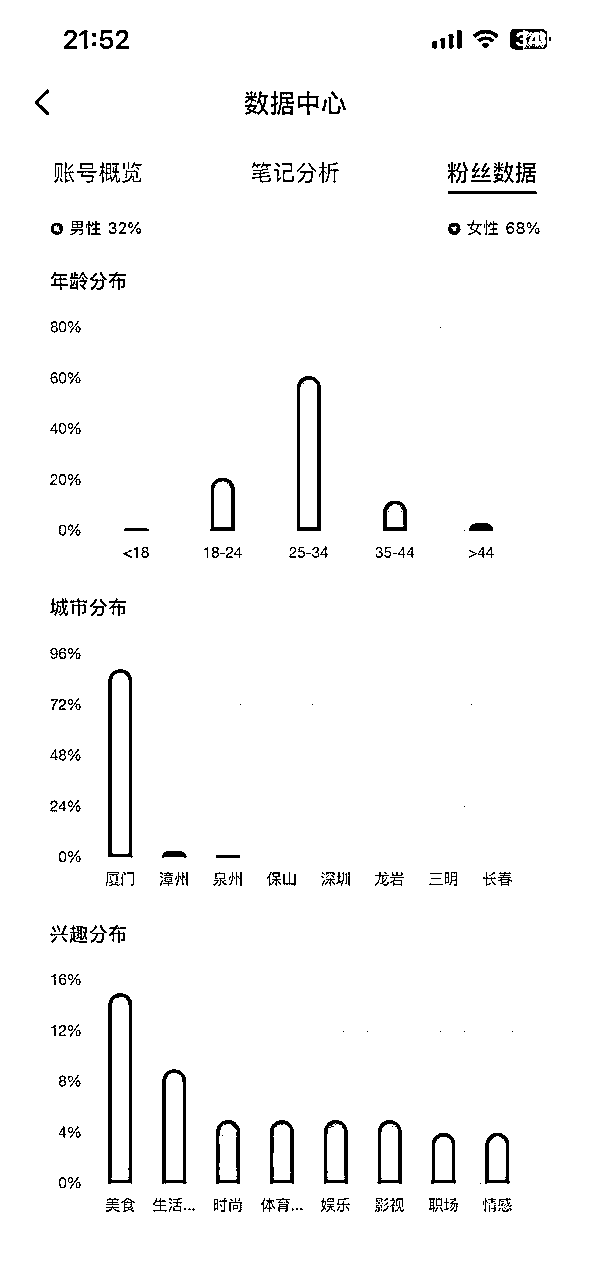 21:52
数据中心
账号概览 笔记分析 粉丝数据
男性 32% 女性 68%
年龄分布
80%
60%
40%
20%
0%
<18 18-24 25-34 35-44 >44
城市分布
96%
72%
48%
24%
0%
厦门 漳州 泉州 保山 深圳 龙岩 三明 长春
兴趣分布
16%
12%
8%
4%
0%
美食 生活... 时尚 体育... 娱乐 影视 职场 情感